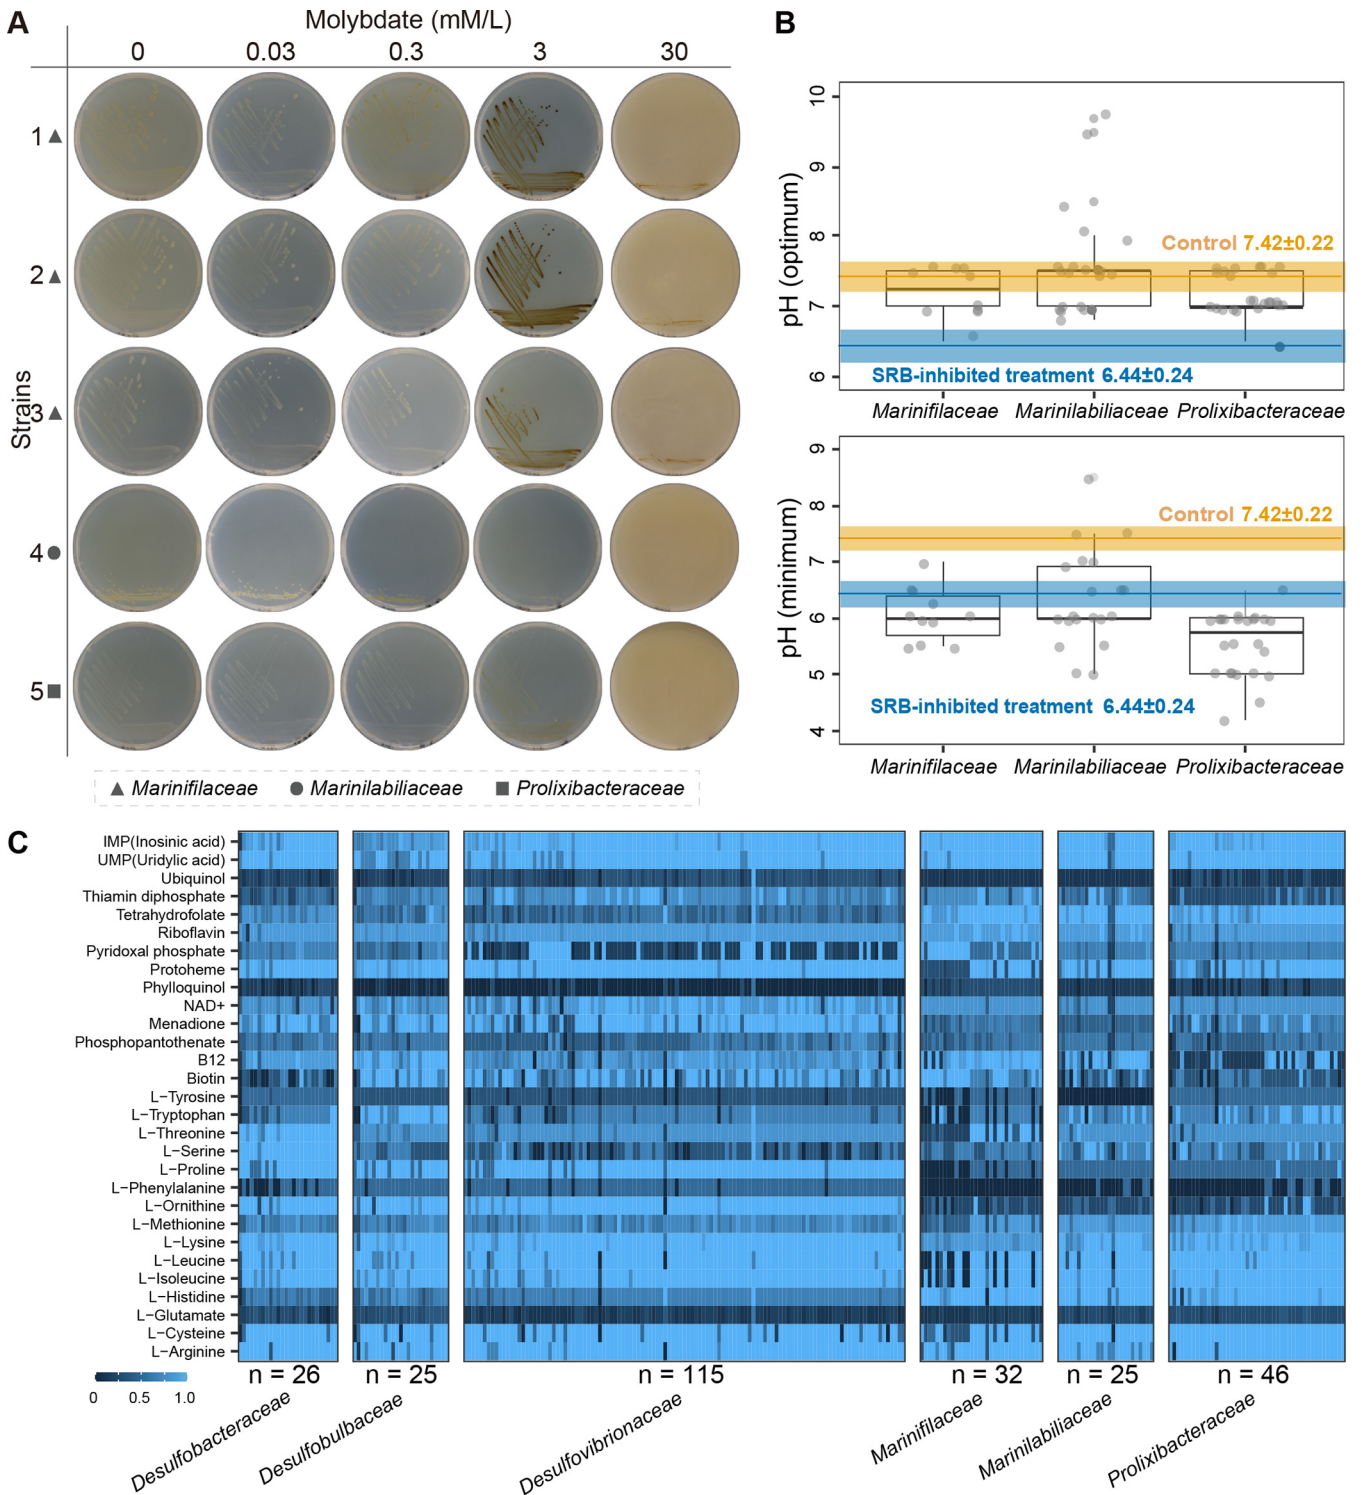 A
Molybdate (mM/L)
0 0.03 0.3 3 30
Strains
1
2
3
4
5
Marinifilaceae Marinilabiliaceae Prolixibacteraceae
B
pH (optimum)
10
9
8
7
6
Control 7.42±0.22
SRB-inhibited treatment 6.44±0.24
Marinifilaceae Marinilabiliaceae Prolixibacteraceae
pH (minimum)
9
8
7
6
5
4
Control 7.42±0.22
SRB-inhibited treatment 6.44±0.24
Marinifilaceae Marinilabiliaceae Prolixibacteraceae
C
IMP(Inosinic acid)
UMP(Uridylic acid)
Ubiquinol
Thiamin diphosphate
Tetrahydrofolate
Riboflavin
Pyridoxal phosphate
Protoheme
Phylloquinol
NAD+
Menadione
Phosphopantothenate
B12
Biotin
L−Tyrosine
L−Tryptophan
L−Threonine
L−Serine
L−Proline
L−Phenylalanine
L−Ornithine
L−Methionine
L−Lysine
L−Leucine
L−Isoleucine
L−Histidine
L−Glutamate
L−Cysteine
L−Arginine
0 0.5 1.0
n = 26 n = 25 n = 115 n = 32 n = 25 n = 46
Desulfobacteraceae Desulfobulbaceae Desulfovibrionaceae Marinifilaceae Marinilabiliaceae Prolixibacteraceae